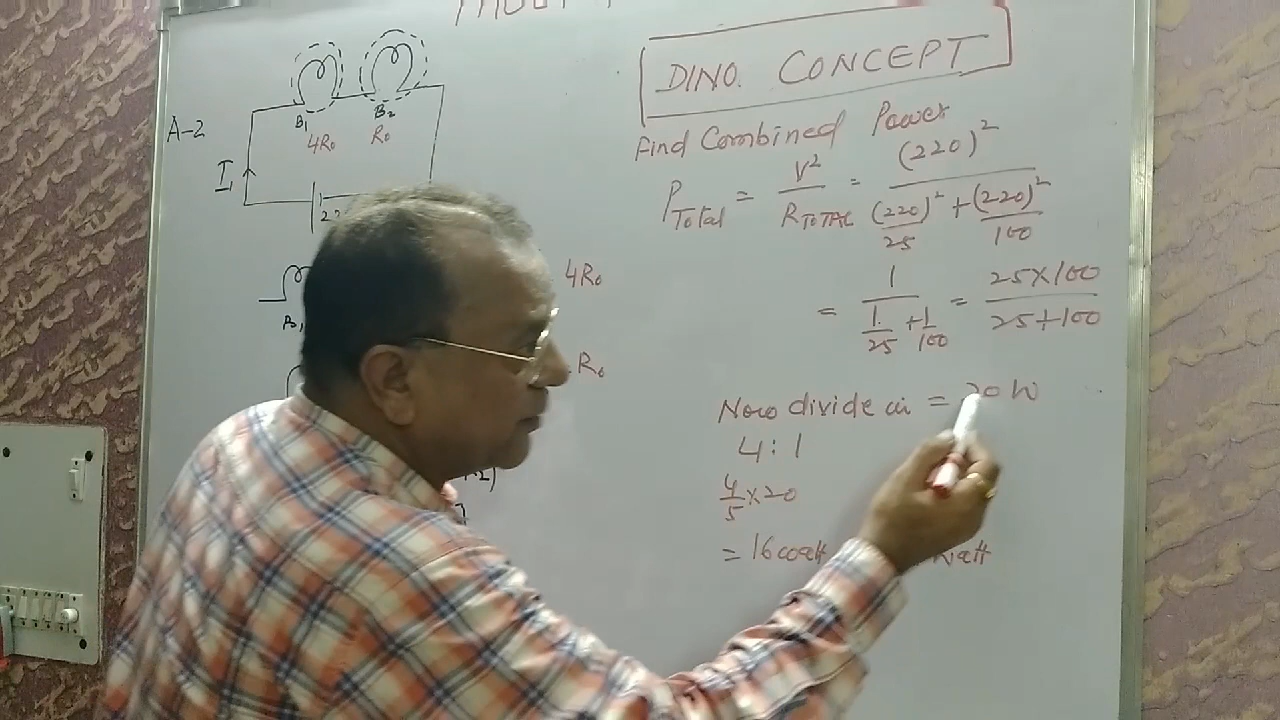 A-2
B₁ B₂
4R₀ R₀
I₁
4R₀
R₀
DINO. CONCEPT
Find Combined Power
P_Total = V²/R_TOTAL = (220)²/((220)²/25 + (220)²/100)
= 1/(1/25 + 1/100) = 25×100/25+100
Now divide in = 20 W
4 : 1
4/5 × 20
= 16 watt